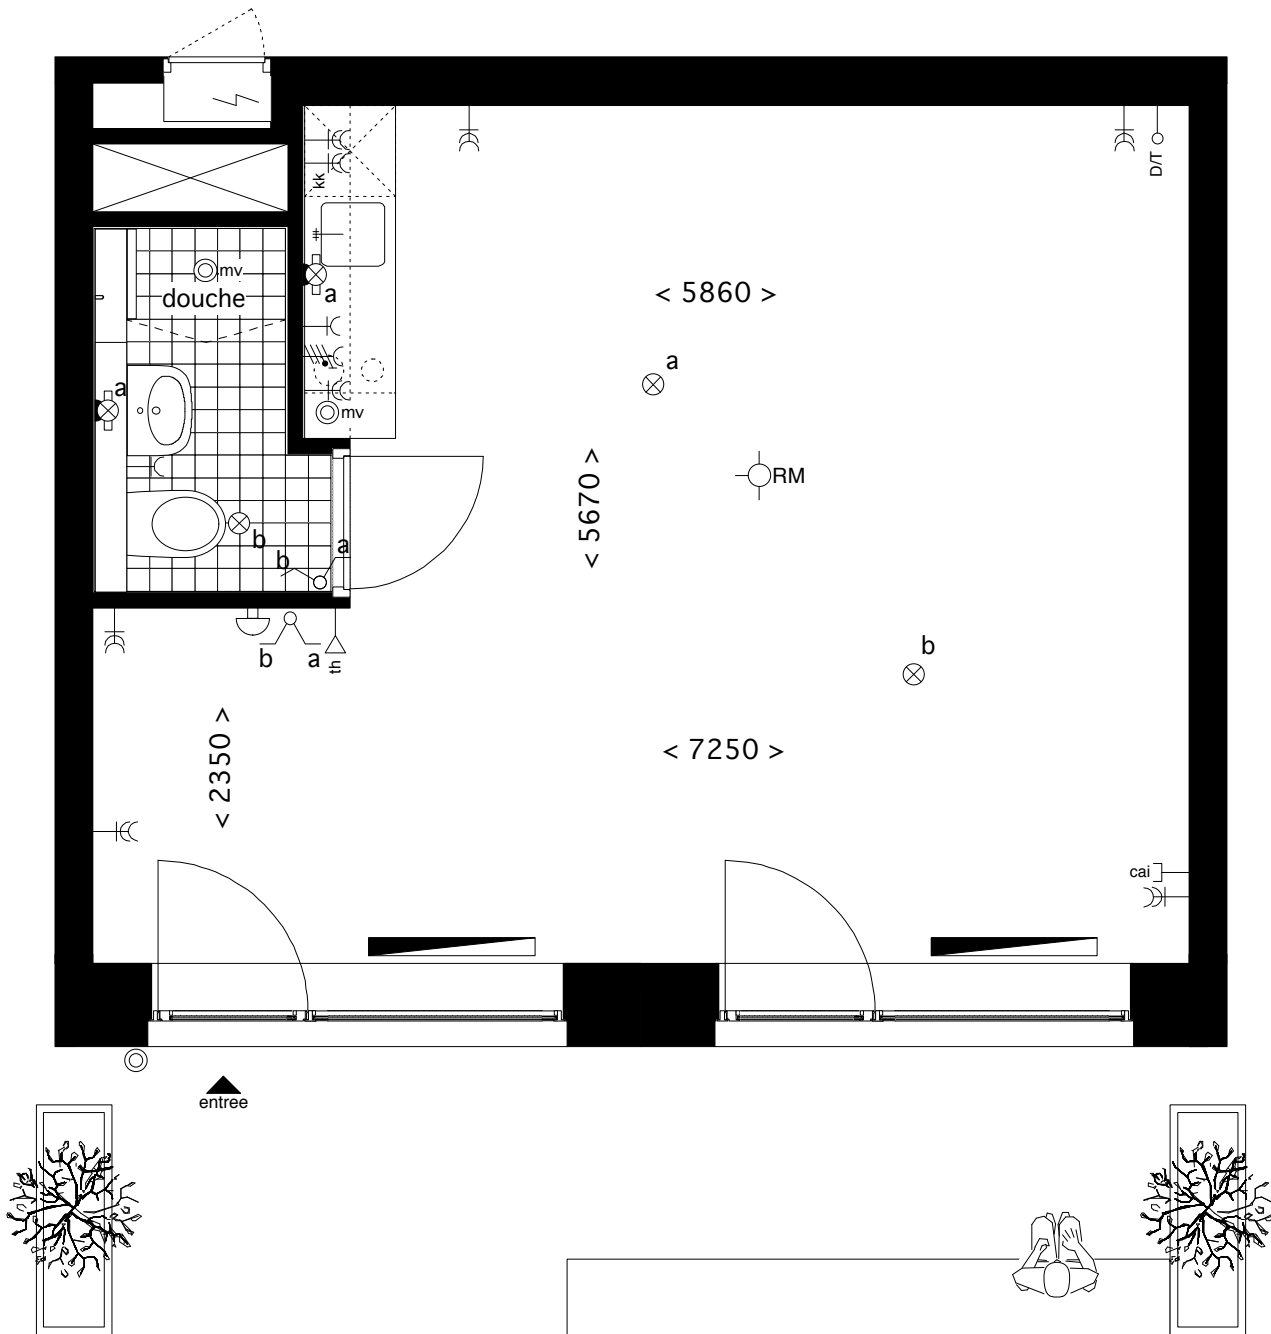 D/T
kk
mv
douche
a
< 5860 >
a
a
mv
< 5670 >
RM
b
a
b
b
a
th
b
< 2350 >
< 7250 >
cai
entree